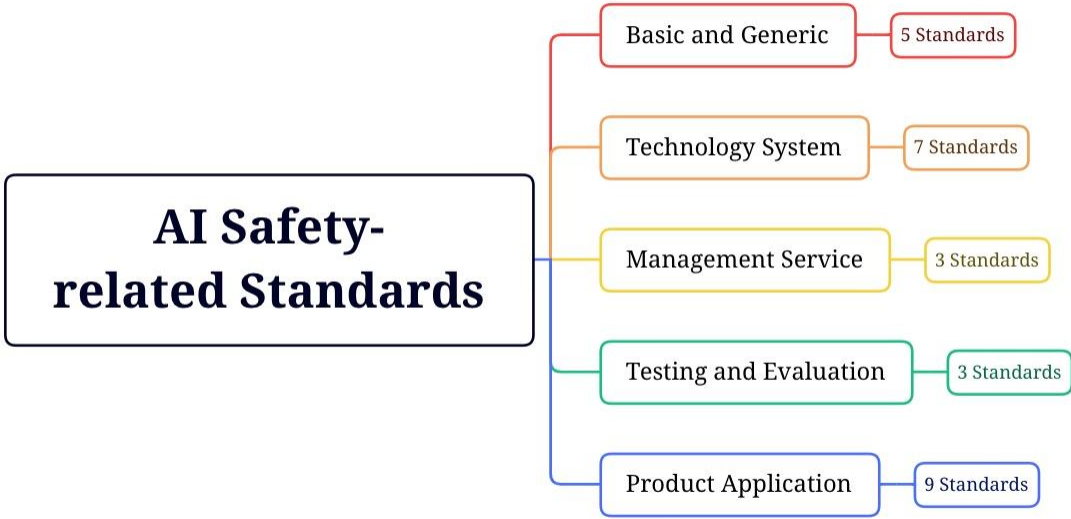 AI Safety-
related Standards
Basic and Generic
5 Standards
Technology System
7 Standards
Management Service
3 Standards
Testing and Evaluation
3 Standards
Product Application
9 Standards